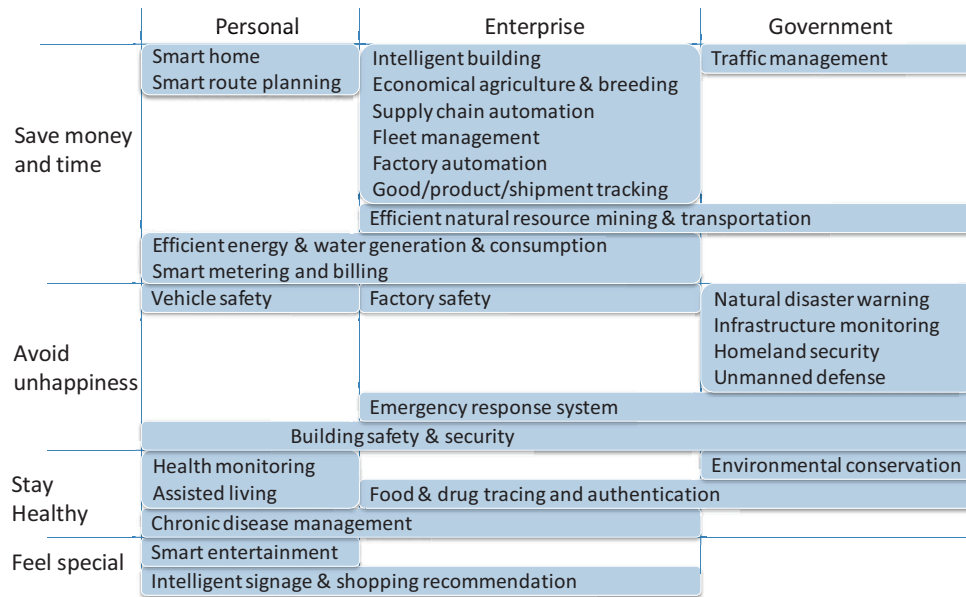 Personal
Enterprise
Government
Save money
and time
Smart home
Smart route planning
Intelligent building
Economical agriculture & breeding
Supply chain automation
Fleet management
Factory automation
Good/product/shipment tracking
Traffic management
Efficient natural resource mining & transportation
Efficient energy & water generation & consumption
Smart metering and billing
Avoid
unhappiness
Vehicle safety
Factory safety
Natural disaster warning
Infrastructure monitoring
Homeland security
Unmanned defense
Emergency response system
Building safety & security
Stay
Healthy
Health monitoring
Assisted living
Environmental conservation
Food & drug tracing and authentication
Chronic disease management
Feel special
Smart entertainment
Intelligent signage & shopping recommendation